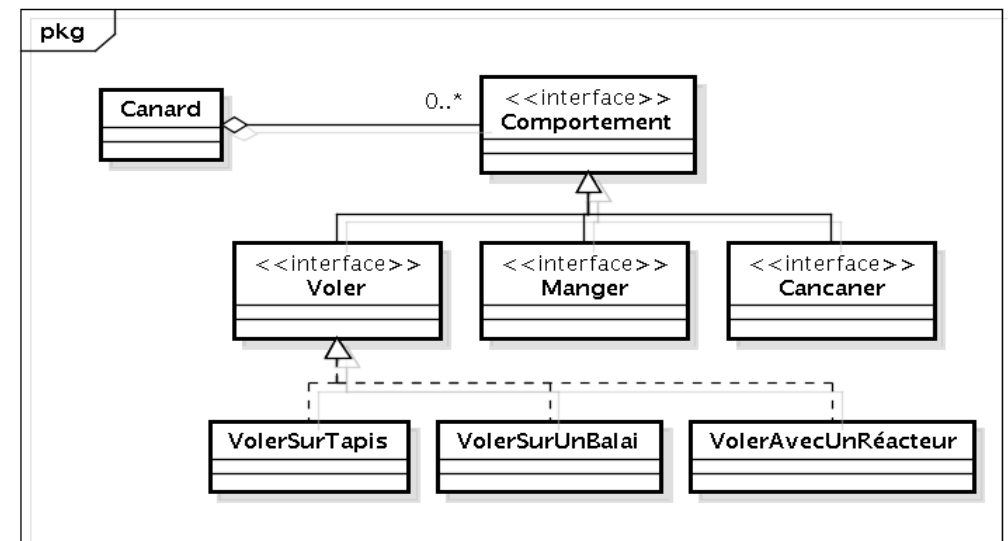 pkg
Canard
0..*
<<interface>>
Comportement
<<interface>>
Voler
<<interface>>
Manger
<<interface>>
Cancaner
VolerSurTapis
VolerSurUnBalai
VolerAvecUnRéacteur